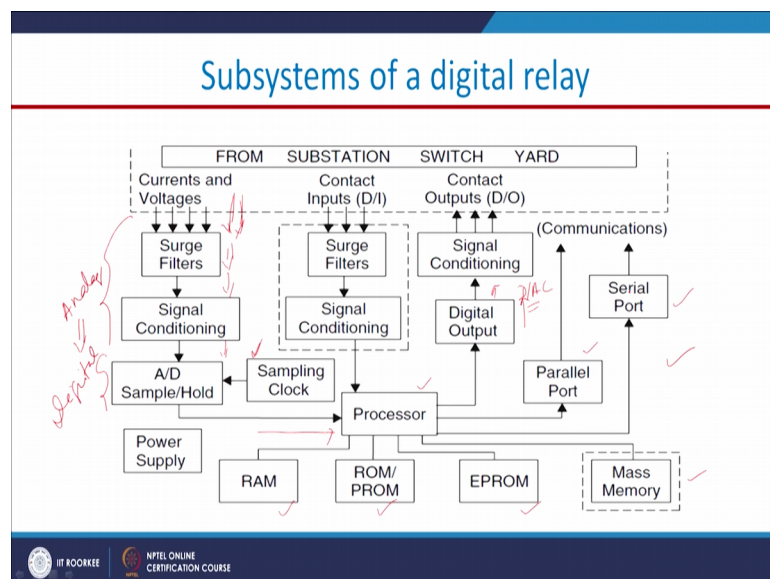 Subsystems of a digital relay
FROM SUBSTATION SWITCH YARD
Currents and
Voltages
Contact
Inputs (D/I)
Contact
Outputs (D/O)
(Communications)
Surge
Filters
Surge
Filters
Signal
Conditioning
Serial
Port
Signal
Conditioning
Signal
Conditioning
Digital
Output
Analog
Digital
A/D
Sample/Hold
Sampling
Clock
Parallel
Port
Processor
Power
Supply
RAM
ROM/
PROM
EPROM
Mass
Memory
IIT ROORKEE
NPTEL ONLINE
CERTIFICATION COURSE